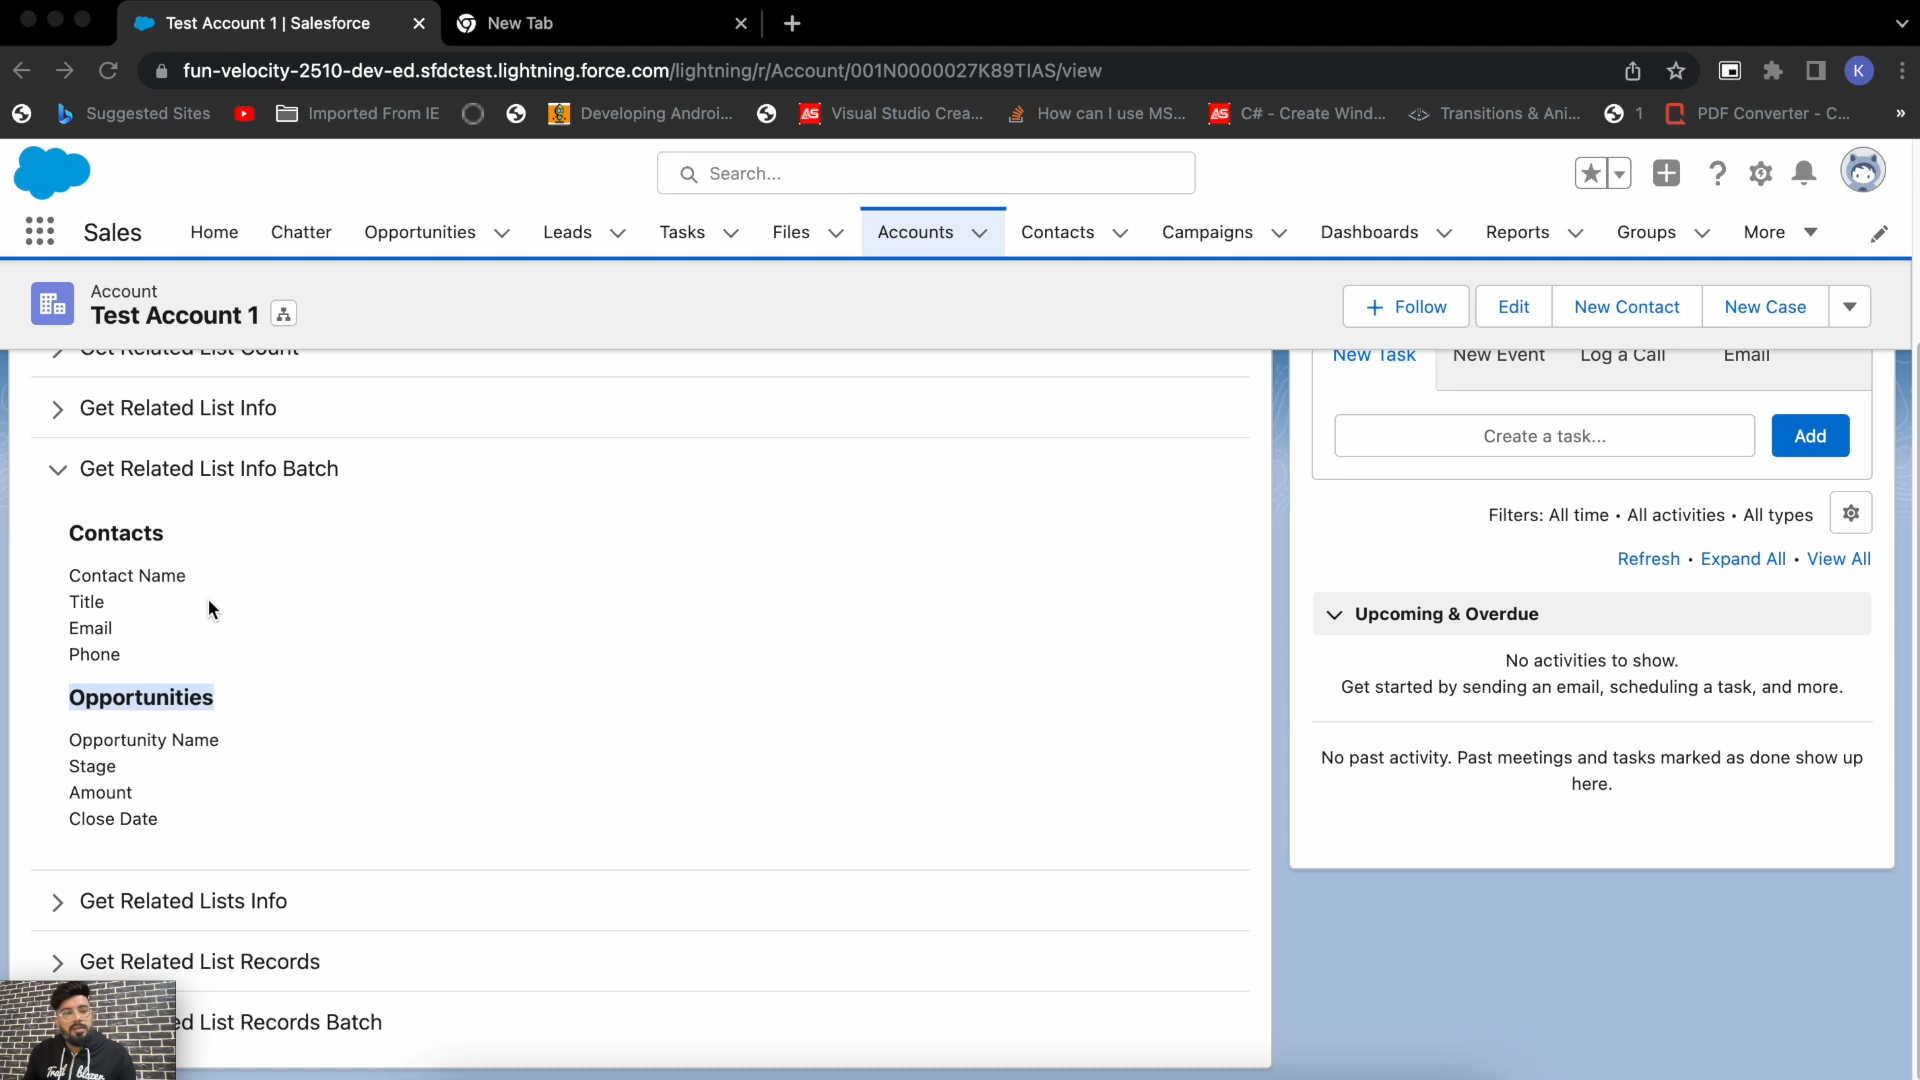 Test Account 1 | Salesforce
New Tab
fun-velocity-2510-dev-ed.sfdctest.lightning.force.com/lightning/r/Account/001N0000027K89TIAS/view
K
Suggested Sites
Imported From IE
Developing Androi...
Visual Studio Crea...
How can I use MS...
C# - Create Wind...
Transitions & Ani...
1
PDF Converter - C...
»
Search...
Sales
Home
Chatter
Opportunities
Leads
Tasks
Files
Accounts
Contacts
Campaigns
Dashboards
Reports
Groups
More
Account
Test Account 1
+ Follow
Edit
New Contact
New Case
Get Related List Count
New Task
New Event
Log a Call
Email
Get Related List Info
Create a task...
Add
Get Related List Info Batch
Filters: All time • All activities • All types
Refresh • Expand All • View All
Contacts
Contact Name
Title
Email
Phone
Opportunities
Opportunity Name
Stage
Amount
Close Date
Upcoming & Overdue
No activities to show.
Get started by sending an email, scheduling a task, and more.
No past activity. Past meetings and tasks marked as done show up
here.
Get Related Lists Info
Get Related List Records
ed List Records Batch